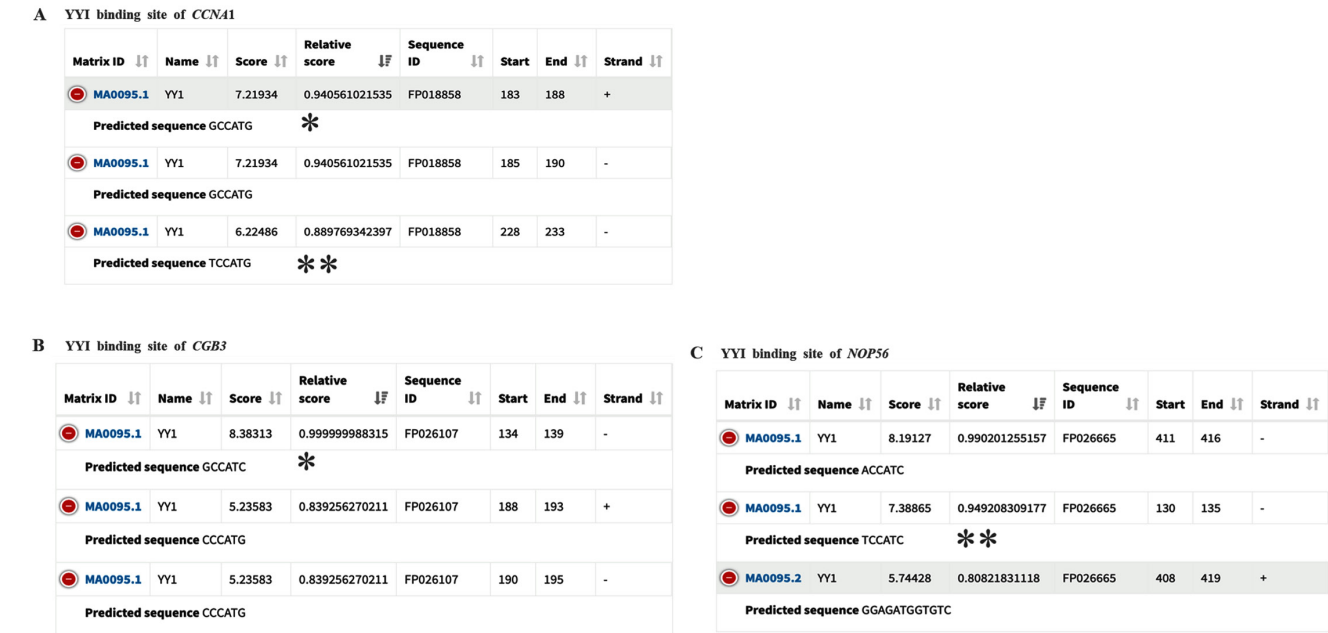 A YYI binding site of CCNA1
Matrix ID Name Score Relative score Sequence ID Start End Strand
MA0095.1 YY1 7.21934 0.940561021535 FP018858 183 188 +
Predicted sequence GCCATG *
MA0095.1 YY1 7.21934 0.940561021535 FP018858 185 190 -
Predicted sequence GCCATG
MA0095.1 YY1 6.22486 0.889769342397 FP018858 228 233 -
Predicted sequence TCCATG **
B YYI binding site of CGB3
Matrix ID Name Score Relative score Sequence ID Start End Strand
MA0095.1 YY1 8.38313 0.999999988315 FP026107 134 139 -
Predicted sequence GCCATC *
MA0095.1 YY1 5.23583 0.839256270211 FP026107 188 193 +
Predicted sequence CCCATG
MA0095.1 YY1 5.23583 0.839256270211 FP026107 190 195 -
Predicted sequence CCCATG
C YYI binding site of NOP56
Matrix ID Name Score Relative score Sequence ID Start End Strand
MA0095.1 YY1 8.19127 0.990201255157 FP026665 411 416 -
Predicted sequence ACCATC
MA0095.1 YY1 7.38865 0.949208309177 FP026665 130 135 -
Predicted sequence TCCATC **
MA0095.2 YY1 5.74428 0.80821831118 FP026665 408 419 +
Predicted sequence GGAGATGGTGTC